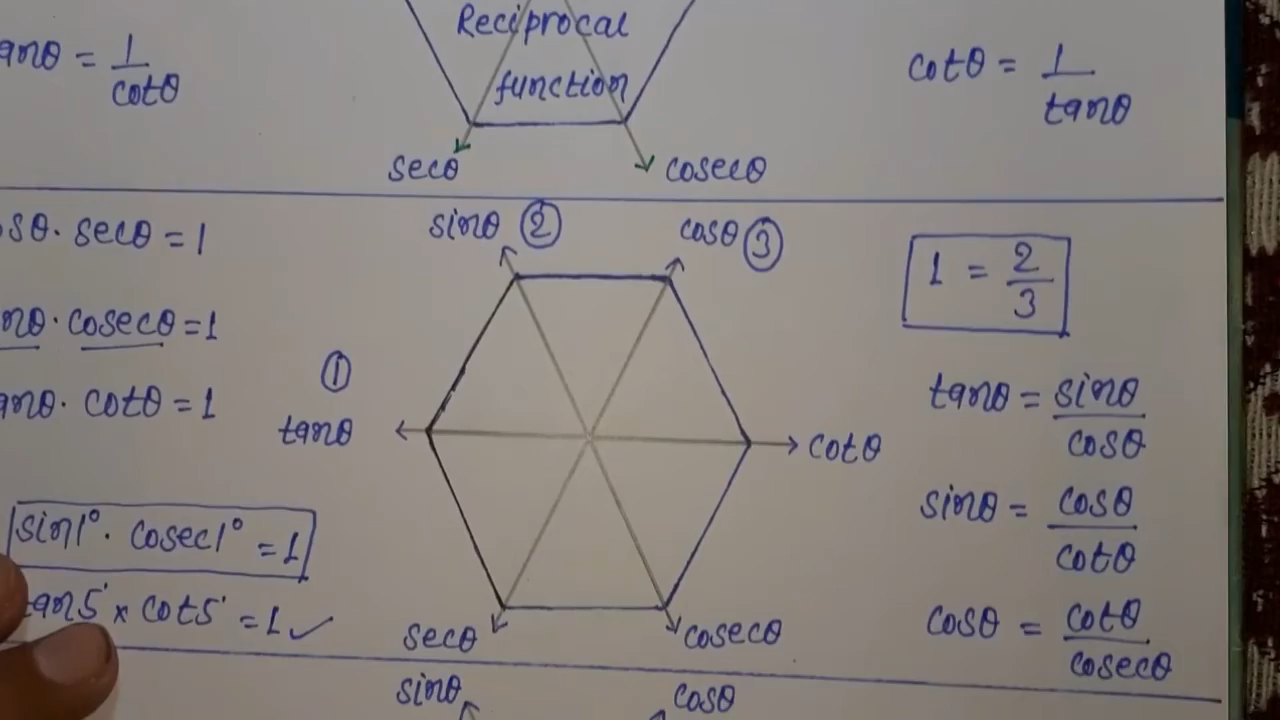 Reciprocal
function
anθ = 1/cotθ
cotθ = 1/tanθ
secθ
cosecθ
sθ. secθ = 1
nθ. cosecθ = 1
anθ. cotθ = 1
sin1°. cosec1° = 1
tan5° × cot5° = 1 ✓
sinθ ②
cosθ ③
①
tanθ
cotθ
secθ
cosecθ
1 = 2/3
tanθ = sinθ/cosθ
sinθ = cosθ/cotθ
cosθ = cotθ/cosecθ
sinθ
cosθ